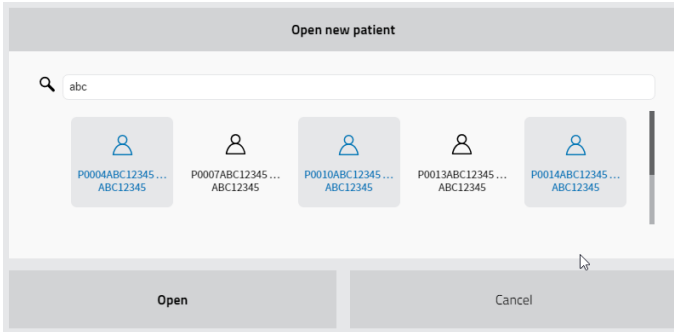 Open new patient
abc
P0004ABC12345 ...
ABC12345
P0007ABC12345 ...
ABC12345
P0010ABC12345 ...
ABC12345
P0013ABC12345 ...
ABC12345
P0014ABC12345 ...
ABC12345
Open
Cancel